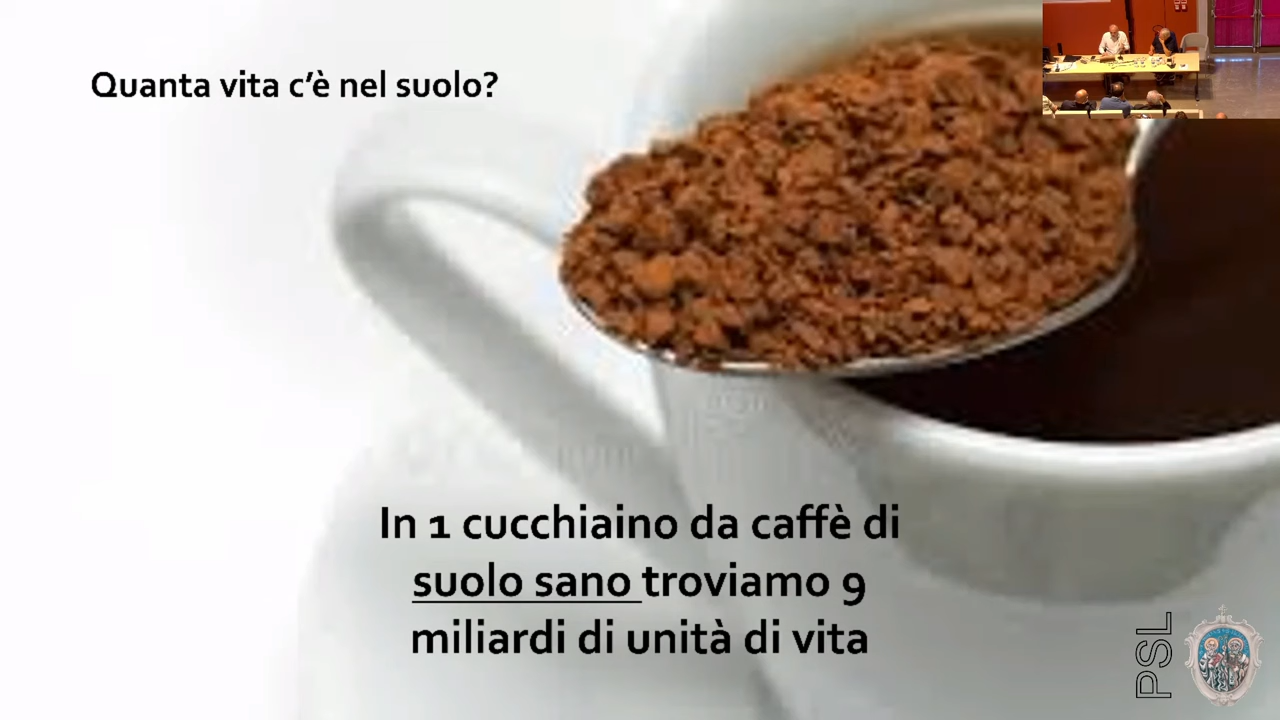 Quanta vita c'è nel suolo?
In 1 cucchiaino da caffè di
suolo sano troviamo 9
miliardi di unità di vita
PSL